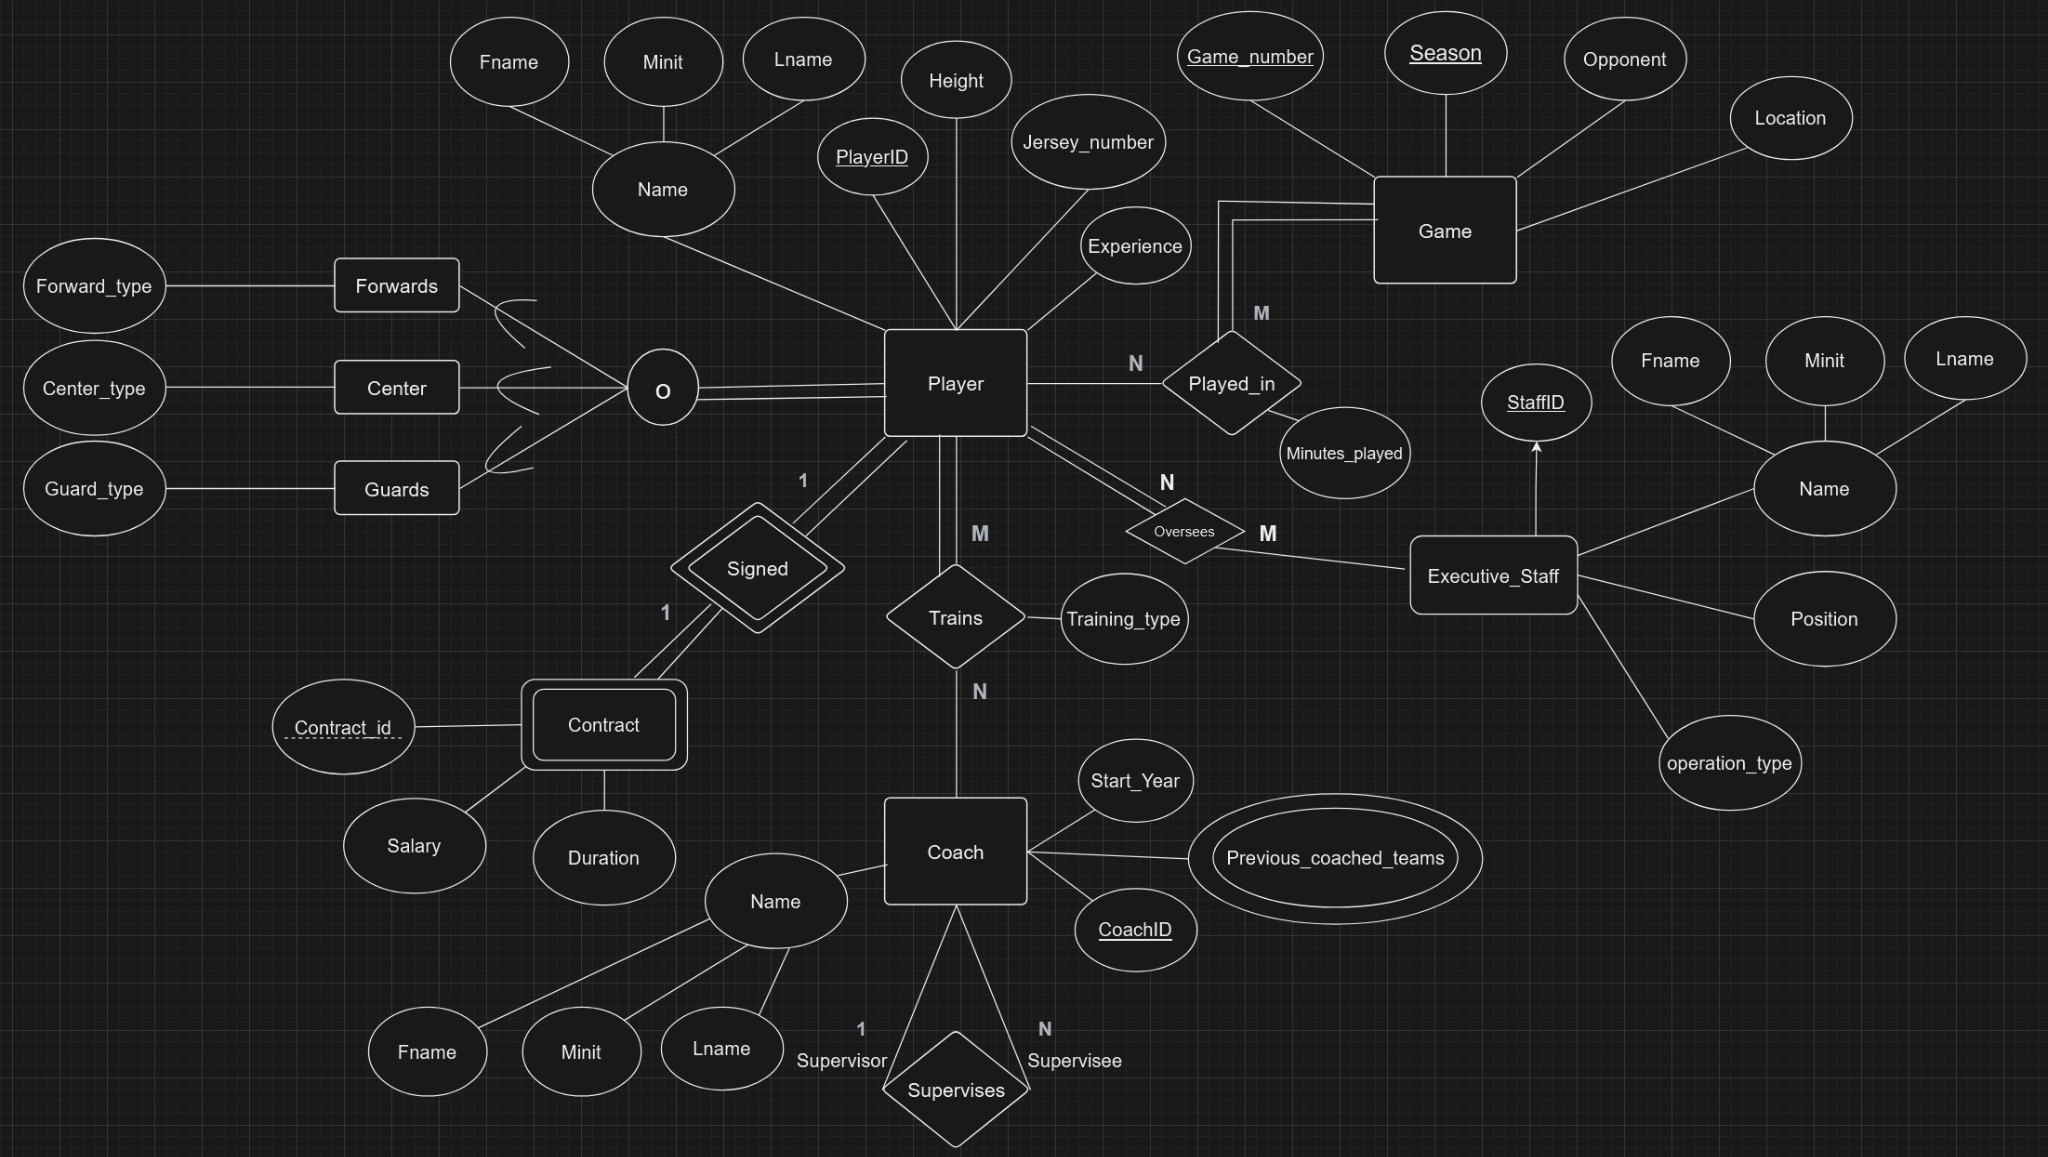 Fname
Minit
Lname
Name
PlayerID
Height
Jersey_number
Experience
Game_number
Season
Opponent
Location
Game
Forward_type
Forwards
Center_type
Center
Guard_type
Guards
O
Player
N
M
Played_in
Minutes_played
Fname
Minit
Lname
StaffID
Name
1
Signed
1
M
Trains
N
Training_type
N
Oversees
M
Executive_Staff
Position
operation_type
Contract_id
Contract
Salary
Duration
Start_Year
Coach
Previous_coached_teams
CoachID
Name
Fname
Minit
Lname
1
Supervisor
N
Supervisee
Supervises